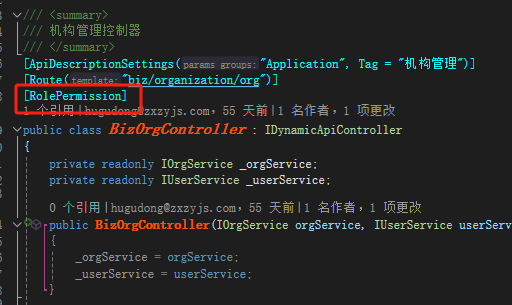 /// <summary>
/// 机构管理控制器
/// </summary>
[ApiDescriptionSettings(params groups:"Application", Tag = "机构管理")]
[Route(template:"biz/organization/org")]
[RolePermission]
1 个引用|hugudong@zxzyjs.com，55 天前|1 名作者，1 项更改
public class BizOrgController : IDynamicApiController
{
private readonly IOrgService _orgService;
private readonly IUserService _userService;
0 个引用|hugudong@zxzyjs.com，55 天前|1 名作者，1 项更改
public BizOrgController(IOrgService orgService, IUserService userServ
{
_orgService = orgService;
_userService = userService;
}